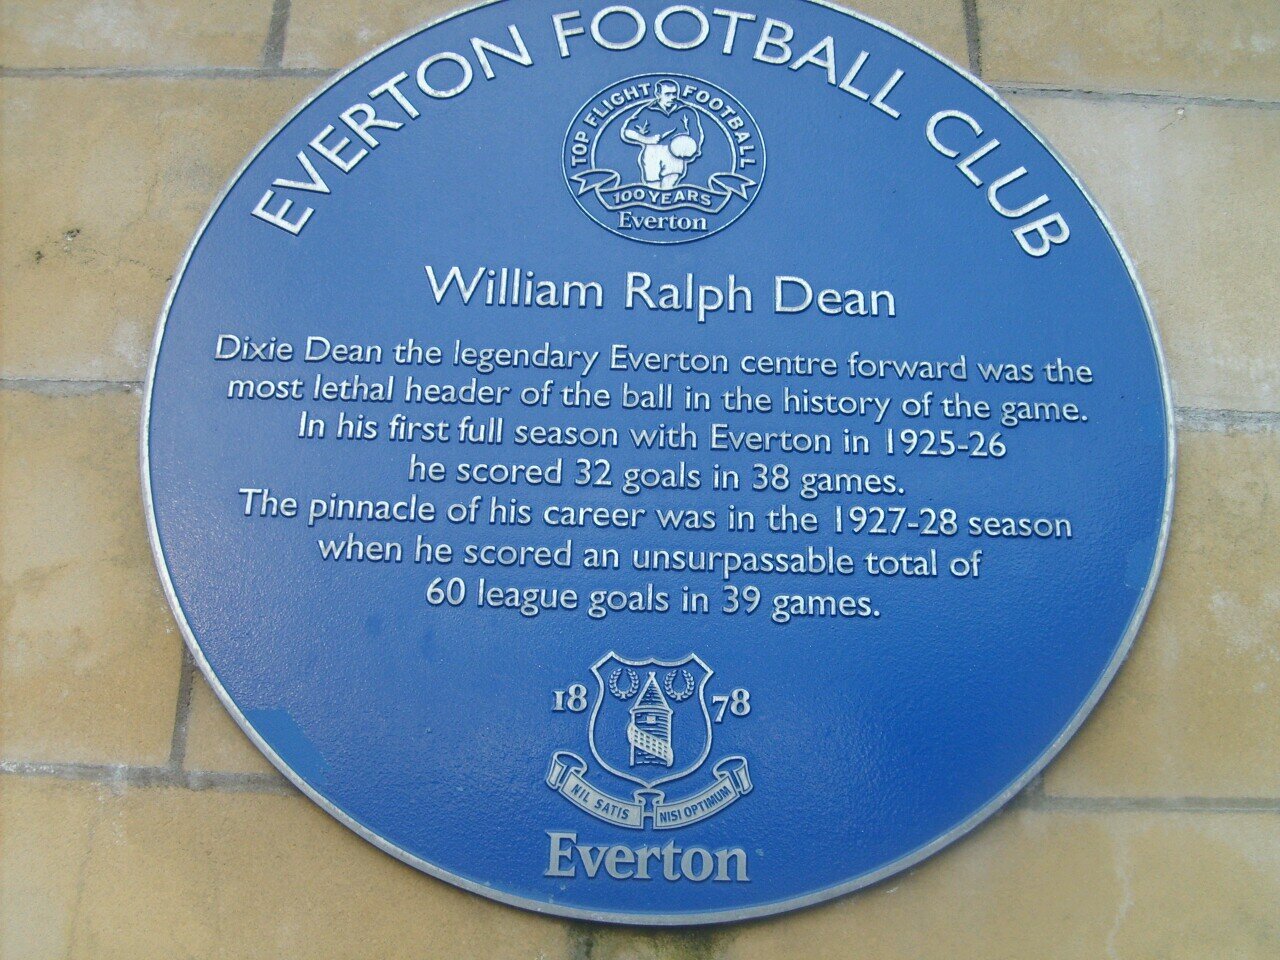 EVERTON FOOTBALL CLUB
TOP FLIGHT FOOTBALL
100 YEARS
Everton
William Ralph Dean
Dixie Dean the legendary Everton centre forward was the
most lethal header of the ball in the history of the game.
In his first full season with Everton in 1925-26
he scored 32 goals in 38 games.
The pinnacle of his career was in the 1927-28 season
when he scored an unsurpassable total of
60 league goals in 39 games.
18 78
NIL SATIS NISI OPTIMUM
Everton